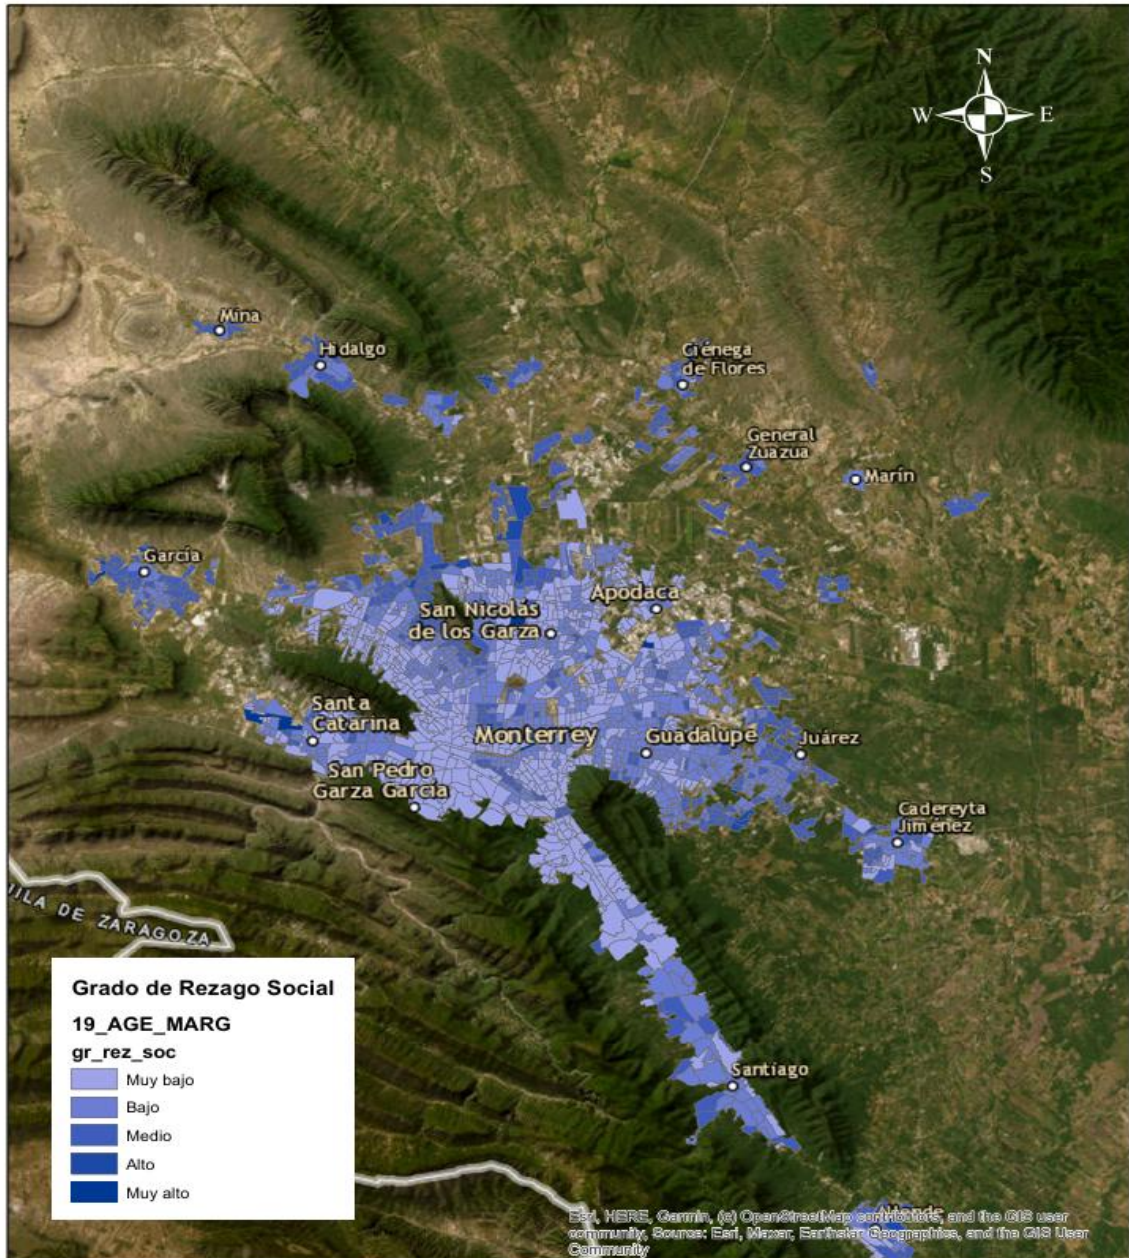 N
W
E
S
Mina
Hidalgo
Ciénega
de Flores
General
Zuazua
Marín
García
Apodaca
San Nicolás
de los Garza
Santa
Catarina
Monterrey
Guadalupe
Juárez
San Pedro
Garza García
Cadereyta
Jiménez
ILA DE ZARAGOZA
Grado de Rezago Social
19_AGE_MARG
gr_rez_soc
Muy bajo
Bajo
Medio
Alto
Muy alto
Santiago
Allende
Esri, HERE, Garmin, (c) OpenStreetMap contributors, and the GIS user
community, Source: Esri, Maxar, Earthstar Geographics, and the GIS User
Community